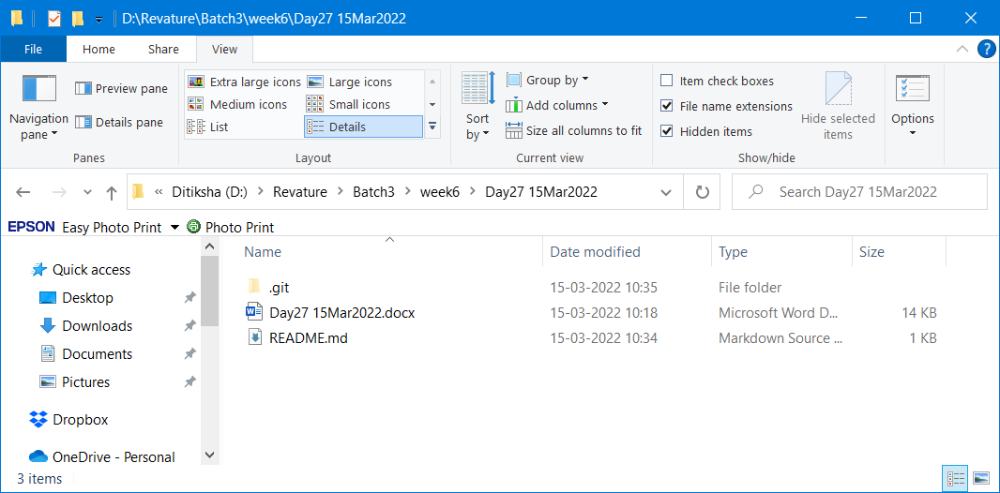 D:\Revature\Batch3\week6\Day27 15Mar2022
File Home Share View
Navigation pane
Preview pane
Details pane
Panes
Extra large icons Large icons
Medium icons Small icons
List Details
Layout
Sort by
Group by
Add columns
Size all columns to fit
Current view
Item check boxes
File name extensions
Hidden items
Hide selected items
Show/hide
Options
« Ditiksha (D:) > Revature > Batch3 > week6 > Day27 15Mar2022
Search Day27 15Mar2022
EPSON Easy Photo Print Photo Print
Quick access
Desktop
Downloads
Documents
Pictures
Dropbox
OneDrive - Personal
Name Date modified Type Size
.git 15-03-2022 10:35 File folder
Day27 15Mar2022.docx 15-03-2022 10:18 Microsoft Word D... 14 KB
README.md 15-03-2022 10:34 Markdown Source ... 1 KB
3 items